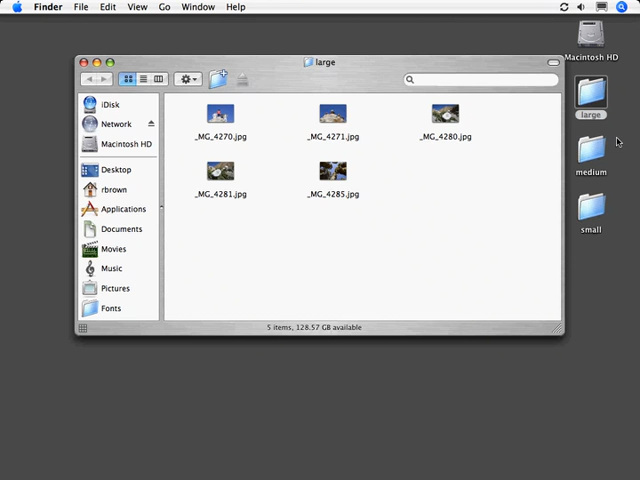 Finder File Edit View Go Window Help
Macintosh HD
large
large
medium
small
iDisk
Network
Macintosh HD
Desktop
rbrown
Applications
Documents
Movies
Music
Pictures
Fonts
_MG_4270.jpg _MG_4271.jpg _MG_4280.jpg
_MG_4281.jpg _MG_4285.jpg
5 items, 128.57 GB available